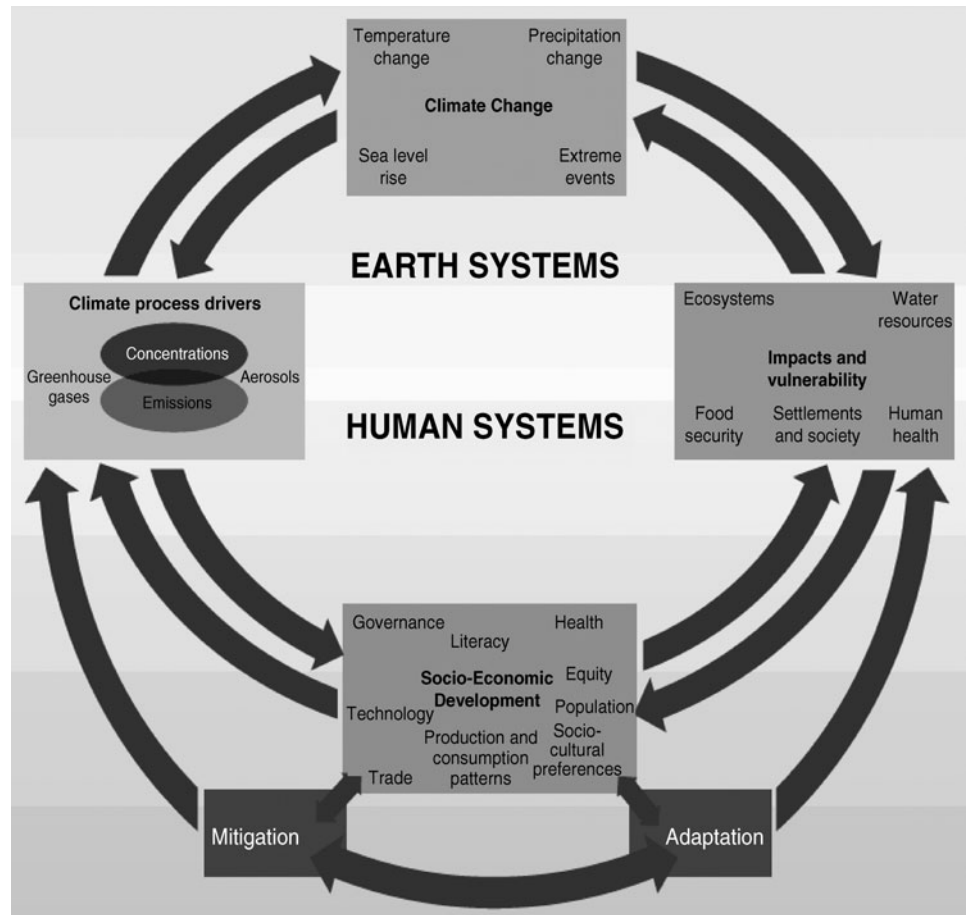 Temperature
change
Precipitation
change
Climate Change
Sea level
rise
Extreme
events
EARTH SYSTEMS
Climate process drivers
Concentrations
Greenhouse
gases
Aerosols
Emissions
Ecosystems
Water
resources
Impacts and
vulnerability
Food
security
Settlements
and society
Human
health
HUMAN SYSTEMS
Governance
Literacy
Health
Socio-Economic
Development
Equity
Technology
Population
Production and
consumption
patterns
Socio-
cultural
preferences
Trade
Mitigation
Adaptation